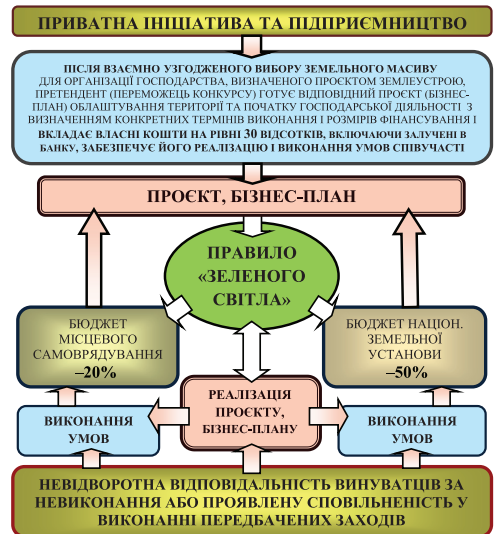 ПРИВАТНА ІНІЦІАТИВА ТА ПІДПРИЄМНИЦТВО
ПІСЛЯ ВЗАЄМНО УЗГОДЖЕНОГО ВИБОРУ ЗЕМЕЛЬНОГО МАСИВУ
ДЛЯ ОРГАНІЗАЦІЇ ГОСПОДАРСТВА, ВИЗНАЧЕНОГО ПРОЄКТОМ ЗЕМЛЕУСТРОЮ,
ПРЕТЕНДЕНТ (ПЕРЕМОЖЕЦЬ КОНКУРСУ) ГОТУЄ ВІДПОВІДНИЙ ПРОЄКТ (БІЗНЕС-
ПЛАН) ОБЛАШТУВАННЯ ТЕРИТОРІЇ ТА ПОЧАТКУ ГОСПОДАРСЬКОЇ ДІЯЛЬНОСТІ З
ВИЗНАЧЕННЯМ КОНКРЕТНИХ ТЕРМІНІВ ВИКОНАННЯ І РОЗМІРІВ ФІНАНСУВАННЯ І
ВКЛАДАЄ ВЛАСНІ КОШТИ НА РІВНІ 30 ВІДСОТКІВ, ВКЛЮЧАЮЧИ ЗАЛУЧЕНІ В
БАНКУ, ЗАБЕЗПЕЧУЄ ЙОГО РЕАЛІЗАЦІЮ І ВИКОНАННЯ УМОВ СПІВУЧАСТІ
ПРОЄКТ, БІЗНЕС-ПЛАН
ПРАВИЛО
«ЗЕЛЕНОГО
СВІТЛА»
БЮДЖЕТ
МІСЦЕВОГО
САМОВРЯДУВАННЯ
–20%
БЮДЖЕТ НАЦІОН.
ЗЕМЕЛЬНОЇ
УСТАНОВИ
–50%
РЕАЛІЗАЦІЯ
ПРОЄКТУ,
БІЗНЕС-ПЛАНУ
ВИКОНАННЯ
УМОВ
ВИКОНАННЯ
УМОВ
НЕВІДВОРОТНА ВІДПОВІДАЛЬНІСТЬ ВИНУВАТЦІВ ЗА
НЕВИКОНАННЯ АБО ПРОЯВЛЕНУ СПОВІЛЬНЕНІСТЬ У
ВИКОНАННІ ПЕРЕДБАЧЕНИХ ЗАХОДІВ